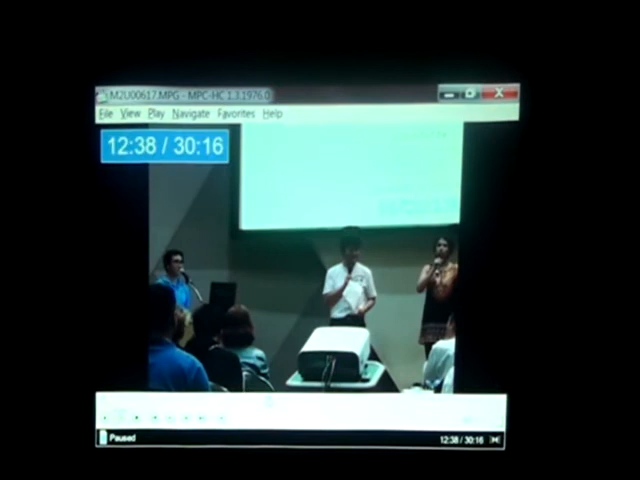 M2U00617.MPG - MPC-HC 1.3.1976.0
File View Play Navigate Favorites Help
12:38 / 30:16
Paused
12:38 / 30:16